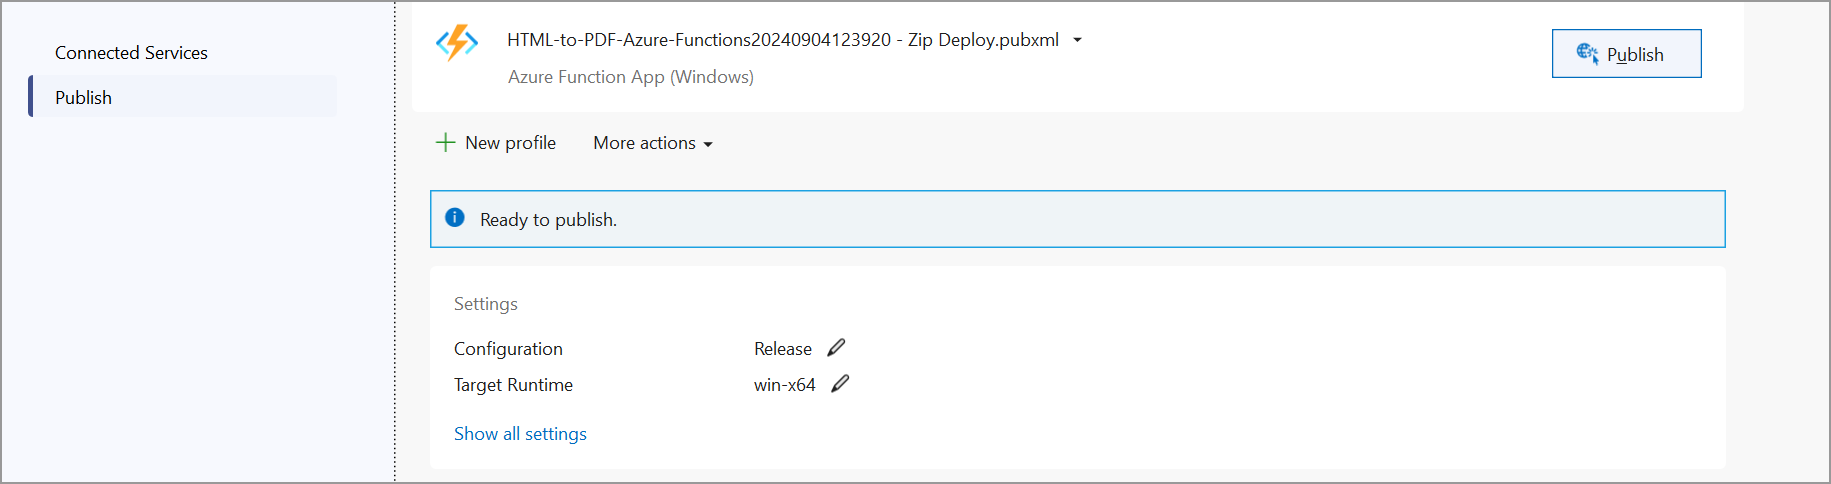 Connected Services
Publish
HTML-to-PDF-Azure-Functions20240904123920 - Zip Deploy.pubxml
Azure Function App (Windows)
Publish
New profile
More actions
Ready to publish.
Settings
Configuration Release
Target Runtime win-x64
Show all settings